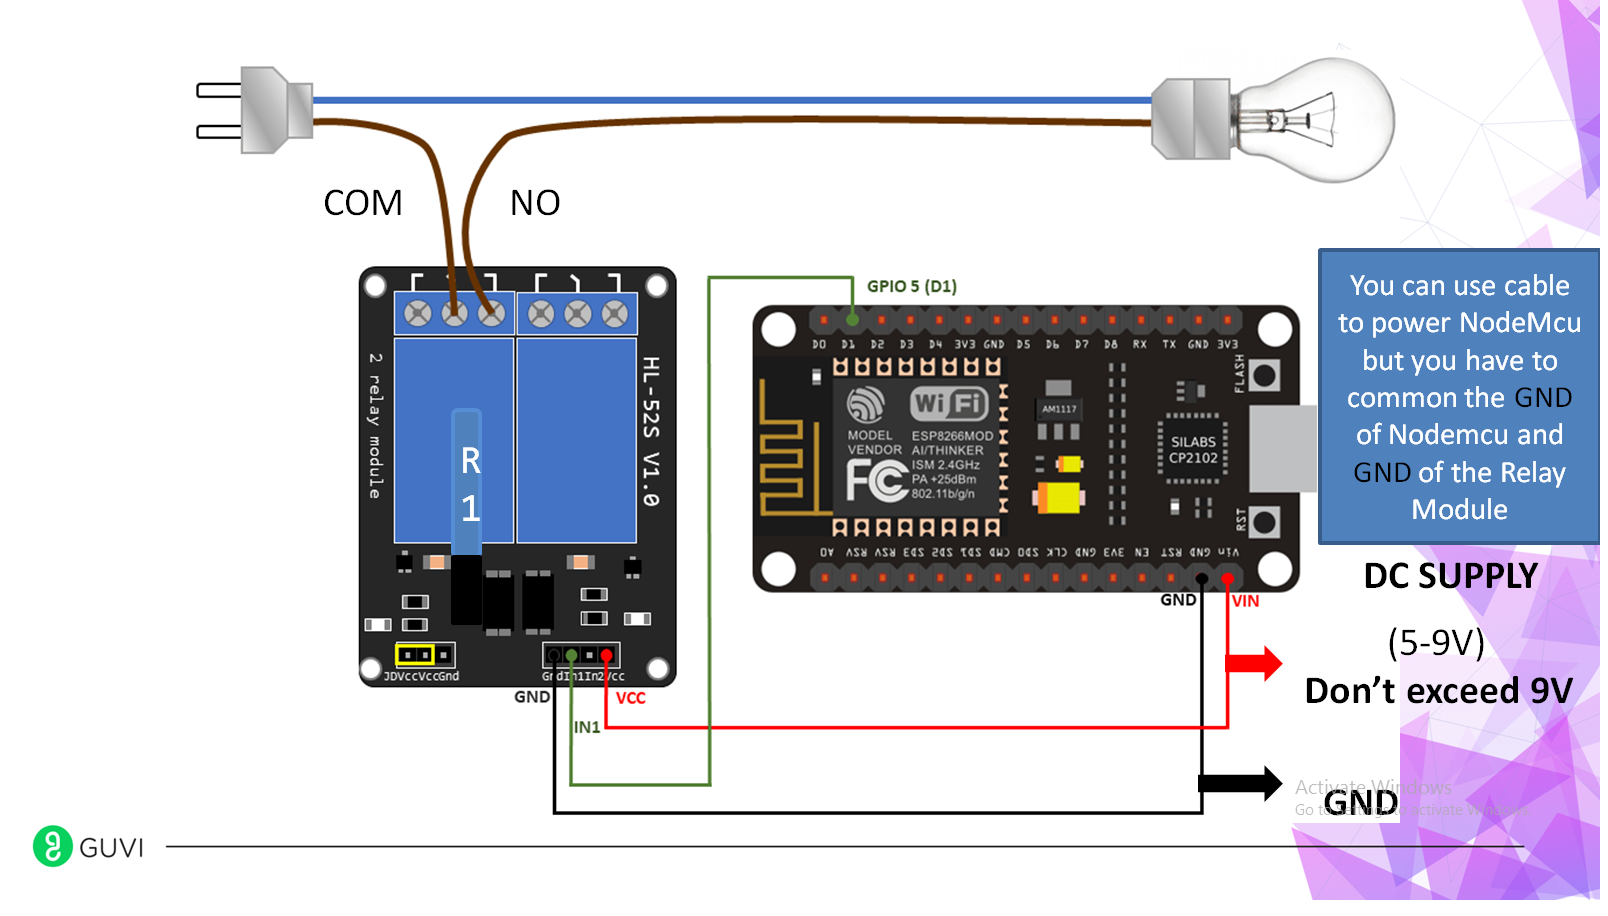 COM
NO
GPIO 5 (D1)
2 relay module
HL-52S V1.0
R
1
JDVccVccGnd
GndIn1In2Vcc
GND
IN1
VCC
D0 D1 D2 D3 D4 3V3 GND D5 D6 D7 D8 RX TX GND 3V3
FLASH
WiFi
MODEL
VENDOR
ESP8266MOD
AI/THINKER
ISM 2.4GHz
PA +25dBm
802.11b/g/n
FC
AM1117
SILABS
CP2102
RST
A0 RSV RSV SD3 SD2 SD1 CMD SD0 CLK GND 3V3 EN RST GND Vin
GND
VIN
You can use cable
to power NodeMcu
but you have to
common the GND
of Nodemcu and
GND of the Relay
Module
DC SUPPLY
(5-9V)
Don’t exceed 9V
GND
Activate Windows
Go to Settings to activate Windows.
GUVI